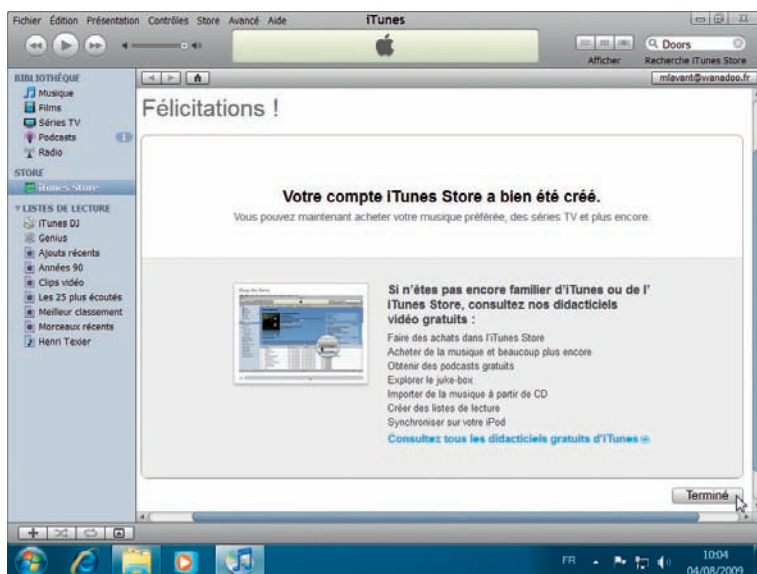 Fichier Édition Présentation Contrôles Store Avancé Aide
iTunes
Doors
Afficher
Recherche iTunes Store
BIBLIOTHÈQUE
mlavant@wanadoo.fr
Musique
Films
Séries TV
Podcasts 1
Radio
STORE
iTunes Store
LISTES DE LECTURE
iTunes DJ
Genius
Ajouts récents
Années 90
Clips vidéo
Les 25 plus écoutés
Meilleur classement
Morceaux récents
Henri Texier
Félicitations !
Votre compte iTunes Store a bien été créé.
Vous pouvez maintenant acheter votre musique préférée, des séries TV et plus encore.
Si n'êtes pas encore familier d'iTunes ou de l'
iTunes Store, consultez nos didacticiels
vidéo gratuits :
Faire des achats dans l'iTunes Store
Acheter de la musique et beaucoup plus encore
Obtenir des podcasts gratuits
Explorer le juke-box
Importer de la musique à partir de CD
Créer des listes de lecture
Synchroniser sur votre iPod
Consultez tous les didacticiels gratuits d'iTunes
Terminé
FR
10:04
04/08/2009